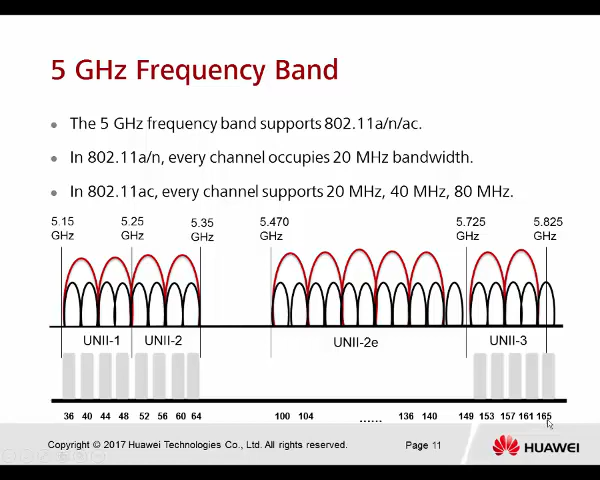 5 GHz Frequency Band
The 5 GHz frequency band supports 802.11a/n/ac.
In 802.11a/n, every channel occupies 20 MHz bandwidth.
In 802.11ac, every channel supports 20 MHz, 40 MHz, 80 MHz.
5.15 GHz
5.25 GHz
5.35 GHz
5.470 GHz
5.725 GHz
5.825 GHz
UNII-1 UNII-2 UNII-2e UNII-3
36 40 44 48 52 56 60 64 100 104 ...... 136 140 149 153 157 161 165
Copyright © 2017 Huawei Technologies Co., Ltd. All rights reserved.
Page 11
HUAWEI